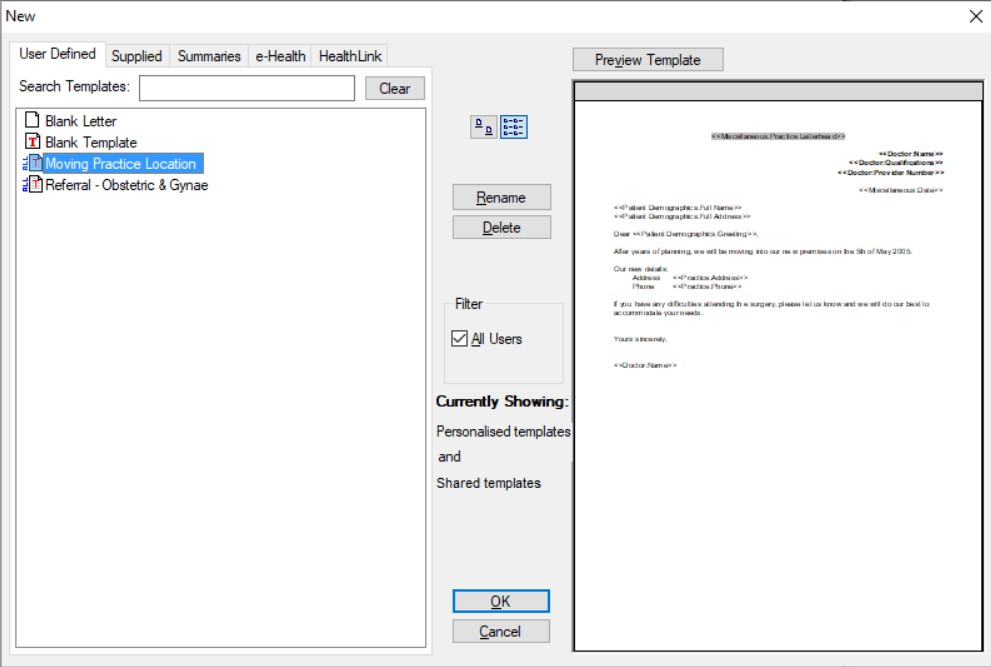 New
User Defined
Supplied
Summaries
e-Health
HealthLink
Search Templates:
Clear
Blank Letter
Blank Template
Moving Practice Location
Referral - Obstetric & Gynae
Rename
Delete
Filter
All Users
Currently Showing:
Personalised templates
and
Shared templates
OK
Cancel
Preview Template
<<Miscellaneous Practice Letterhead>>
<<Doctor:Name>>
<<Doctor:Qualifications>>
<<Doctor:Provider Number>>
<<Miscellaneous:Date>>
<<Patient Demographics:Full Name>>
<<Patient Demographics:Full Address>>
Dear <<Patient Demographics:Greeting>>,
After years of planning, we will be moving into our new premises on the 5th of May 2005.
Our new details:
Address <<Practice:Address>>
Phone <<Practice:Phone>>
If you have any difficulties attending the surgery, please let us know and we will do our best to
accommodate your needs.
Yours sincerely,
<<Doctor:Name>>